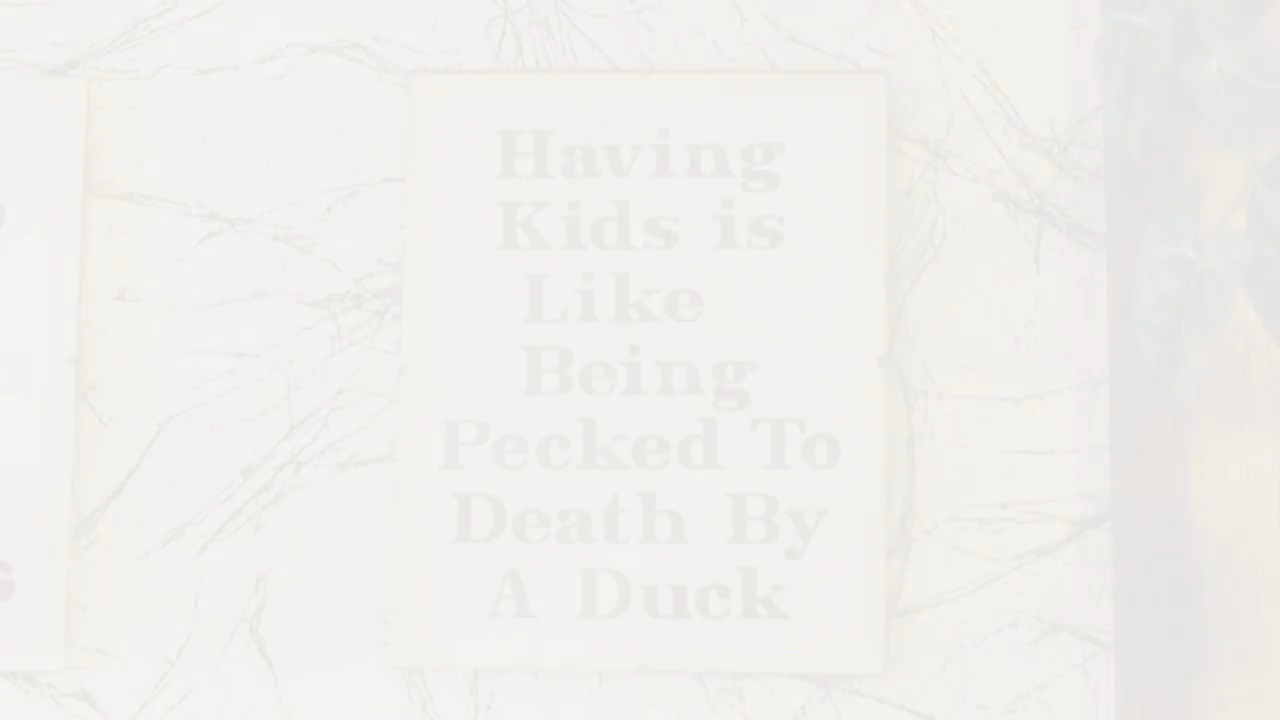 Having
Kids is
Like
Being
Pecked To
Death By
A Duck